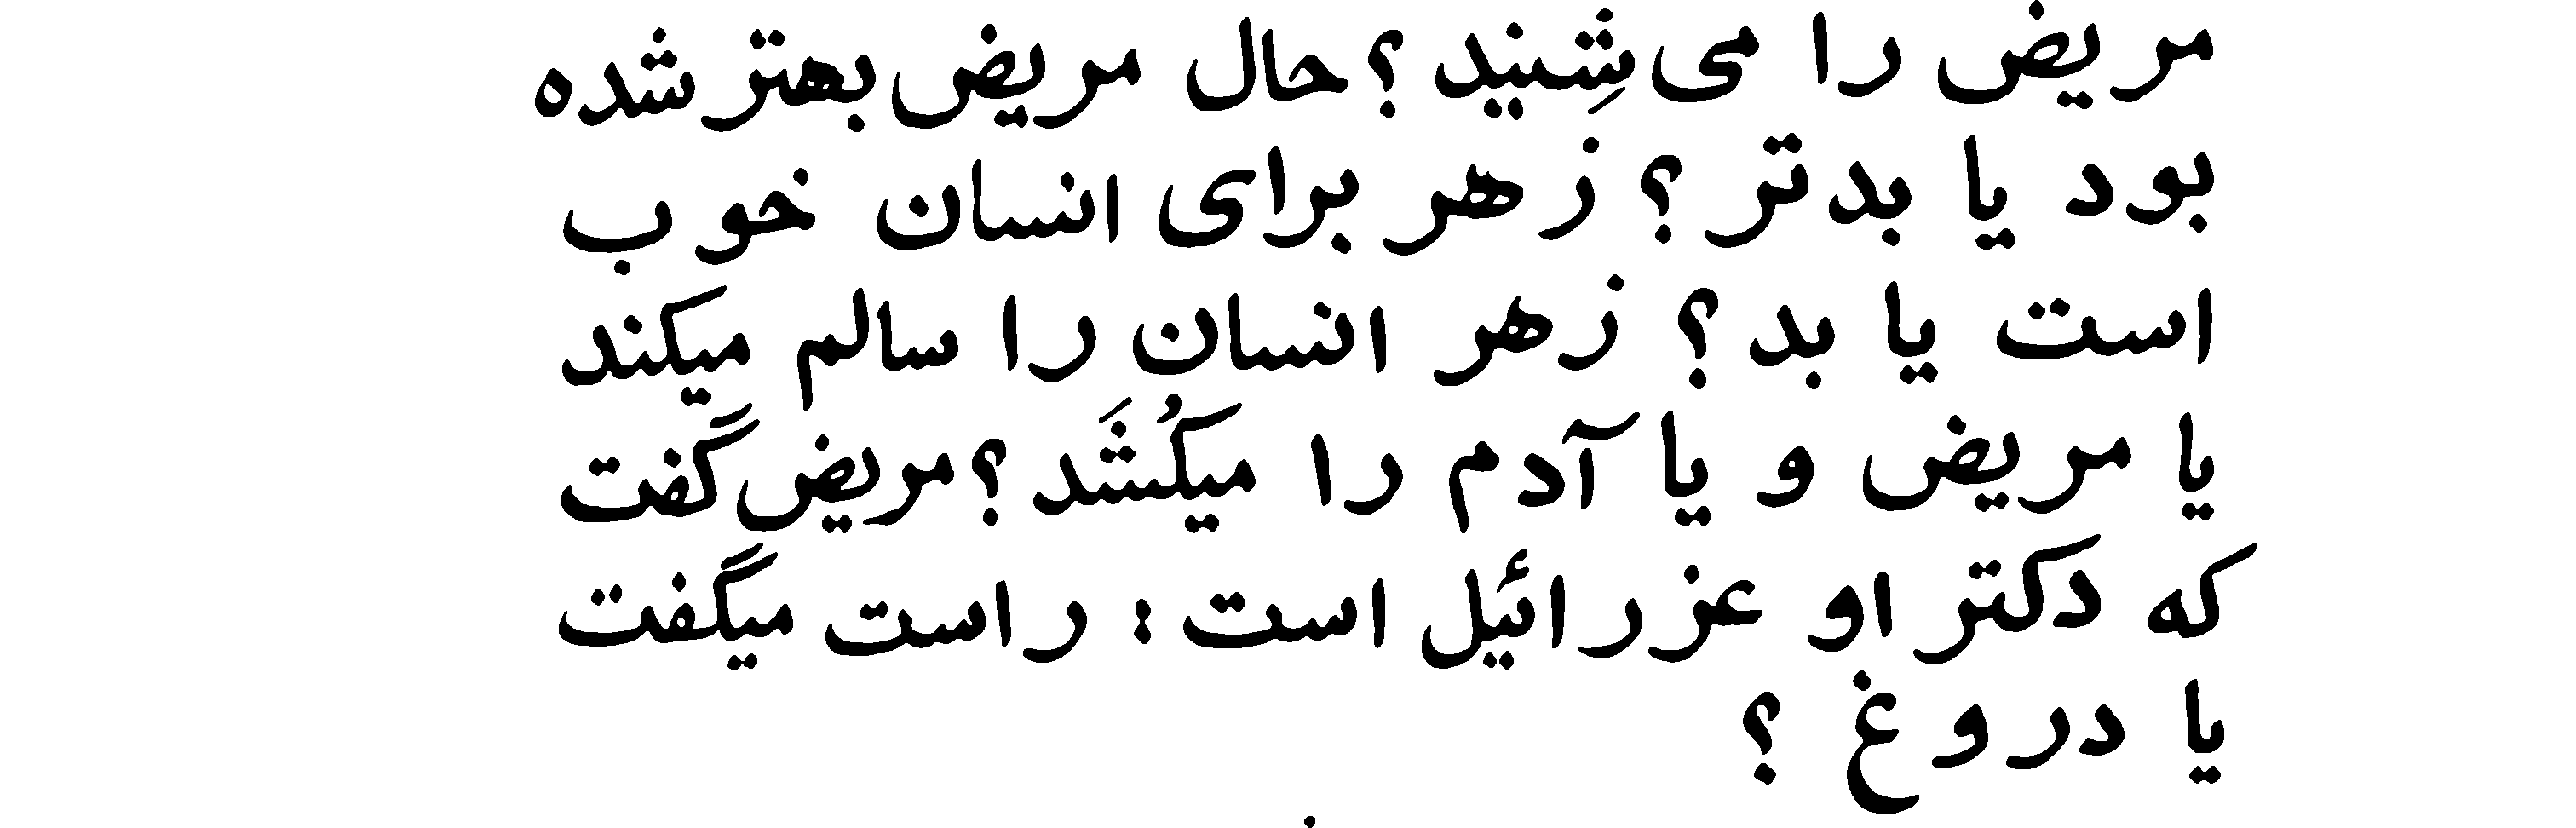 مریض را می‌شِنید ؟ حال مریض بهتر شده
بود یا بدتر ؟ زهر برای انسان خوب
است یا بد ؟ زهر انسان را سالم میکند
یا مریض و یا آدم را میکُشَد ؟ مریض گفت
که دکتر او عزرائیل است : راست میگفت
یا دروغ ؟